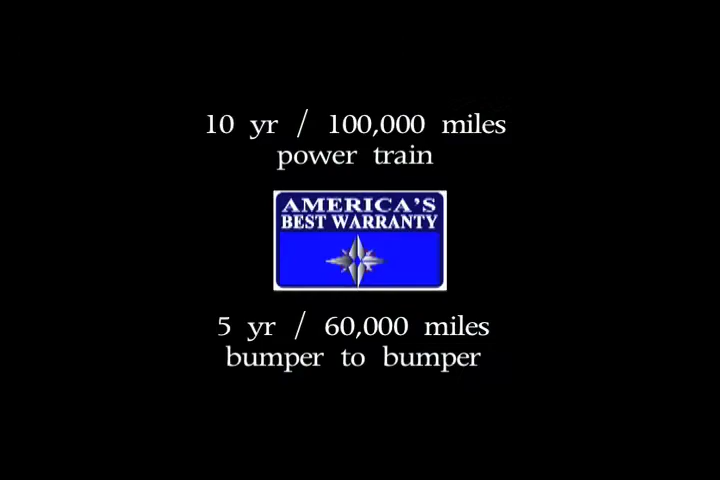 10 yr / 100,000 miles
power train
AMERICA'S
BEST WARRANTY
5 yr / 60,000 miles
bumper to bumper